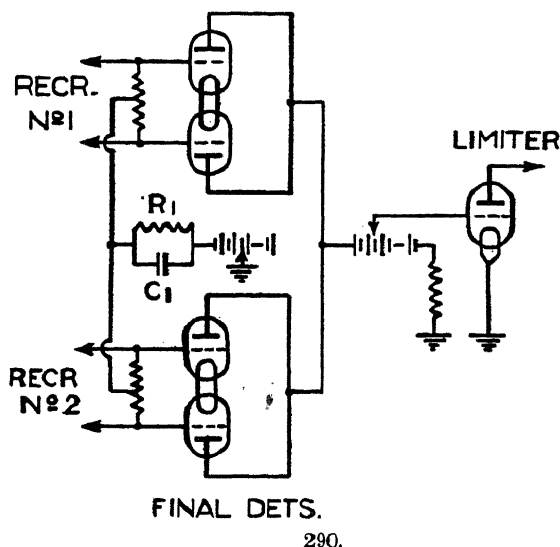 RECR.
Nº1
LIMITER
R1
C1
RECR
Nº2
FINAL DETS.
290.